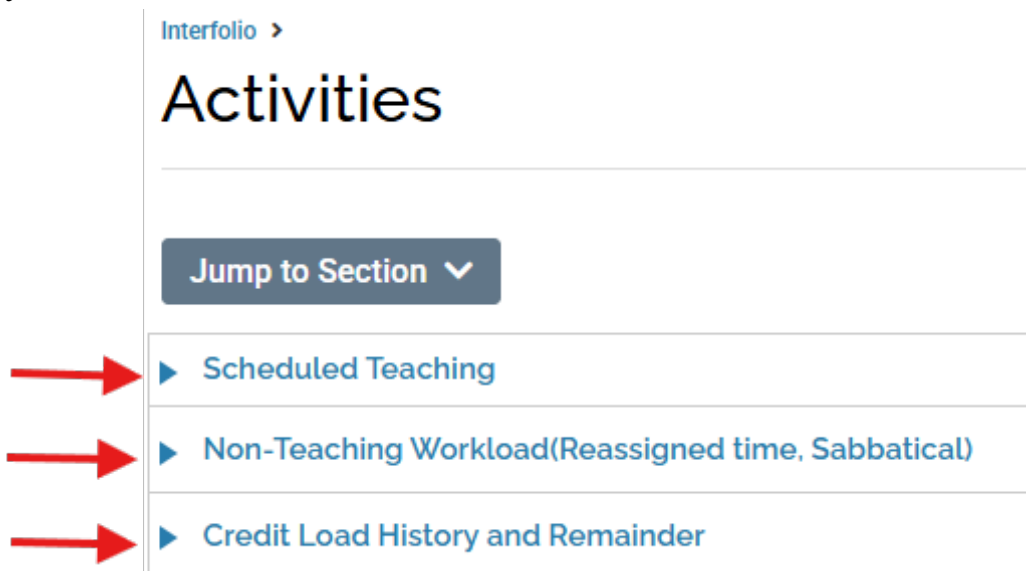 Interfolio >
Activities
Jump to Section
Scheduled Teaching
Non-Teaching Workload(Reassigned time, Sabbatical)
Credit Load History and Remainder